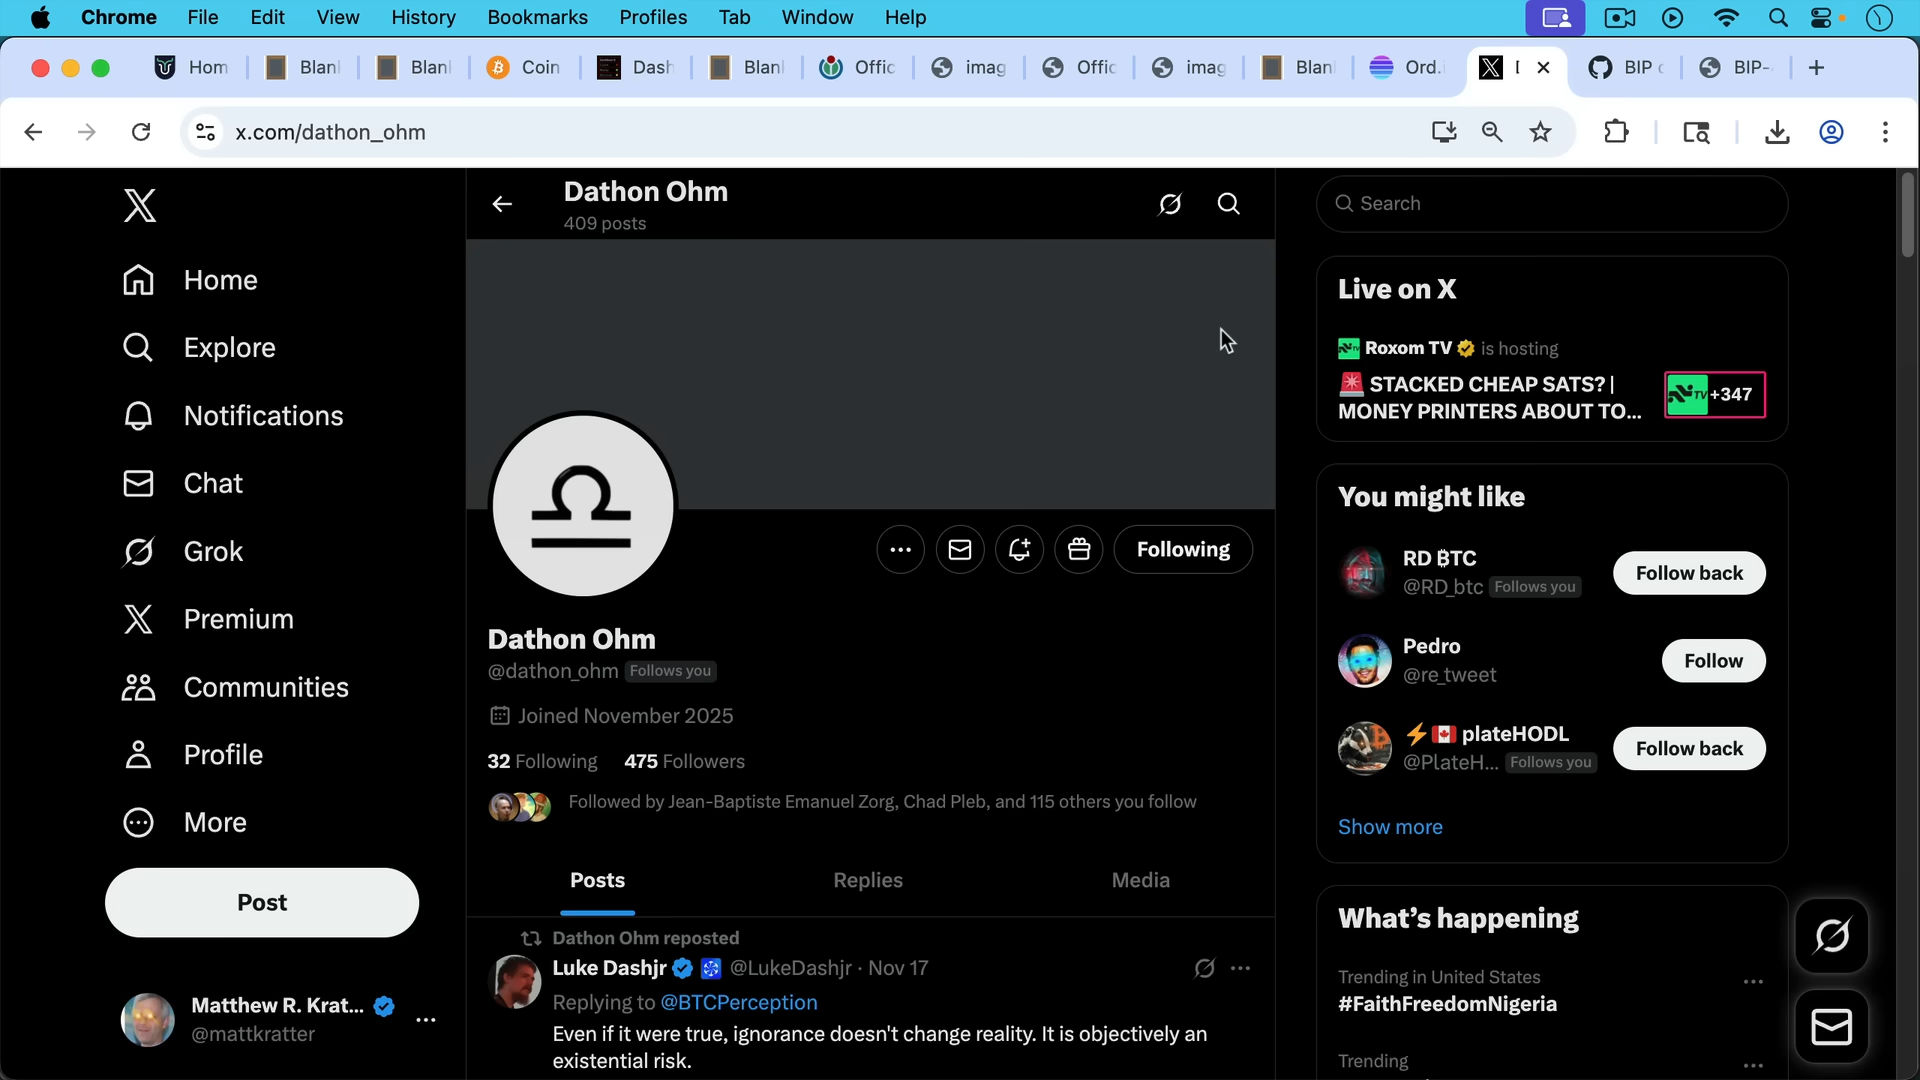 Chrome File Edit View History Bookmarks Profiles Tab Window Help
Hom Blanl Blanl Coin Dash Blanl Offic imag Offic imag Blanl Ord.i BIP BIP-
x.com/dathon_ohm
Dathon Ohm
409 posts
Home
Explore
Notifications
Chat
Grok
Premium
Communities
Profile
More
Post
Matthew R. Krat...
@mattkratter
Following
Dathon Ohm
@dathon_ohm Follows you
Joined November 2025
32 Following 475 Followers
Followed by Jean-Baptiste Emanuel Zorg, Chad Pleb, and 115 others you follow
Posts Replies Media
Dathon Ohm reposted
Luke Dashjr @LukeDashjr · Nov 17
Replying to @BTCPerception
Even if it were true, ignorance doesn't change reality. It is objectively an
existential risk.
Search
Live on X
Roxom TV is hosting
🚨 STACKED CHEAP SATS? |
MONEY PRINTERS ABOUT TO...
TV +347
You might like
RD ₿TC
@RD_btc Follows you
Follow back
Pedro
@re_tweet
Follow
⚡🇨🇦 plateHODL
@PlateH... Follows you
Follow back
Show more
What's happening
Trending in United States
#FaithFreedomNigeria
Trending